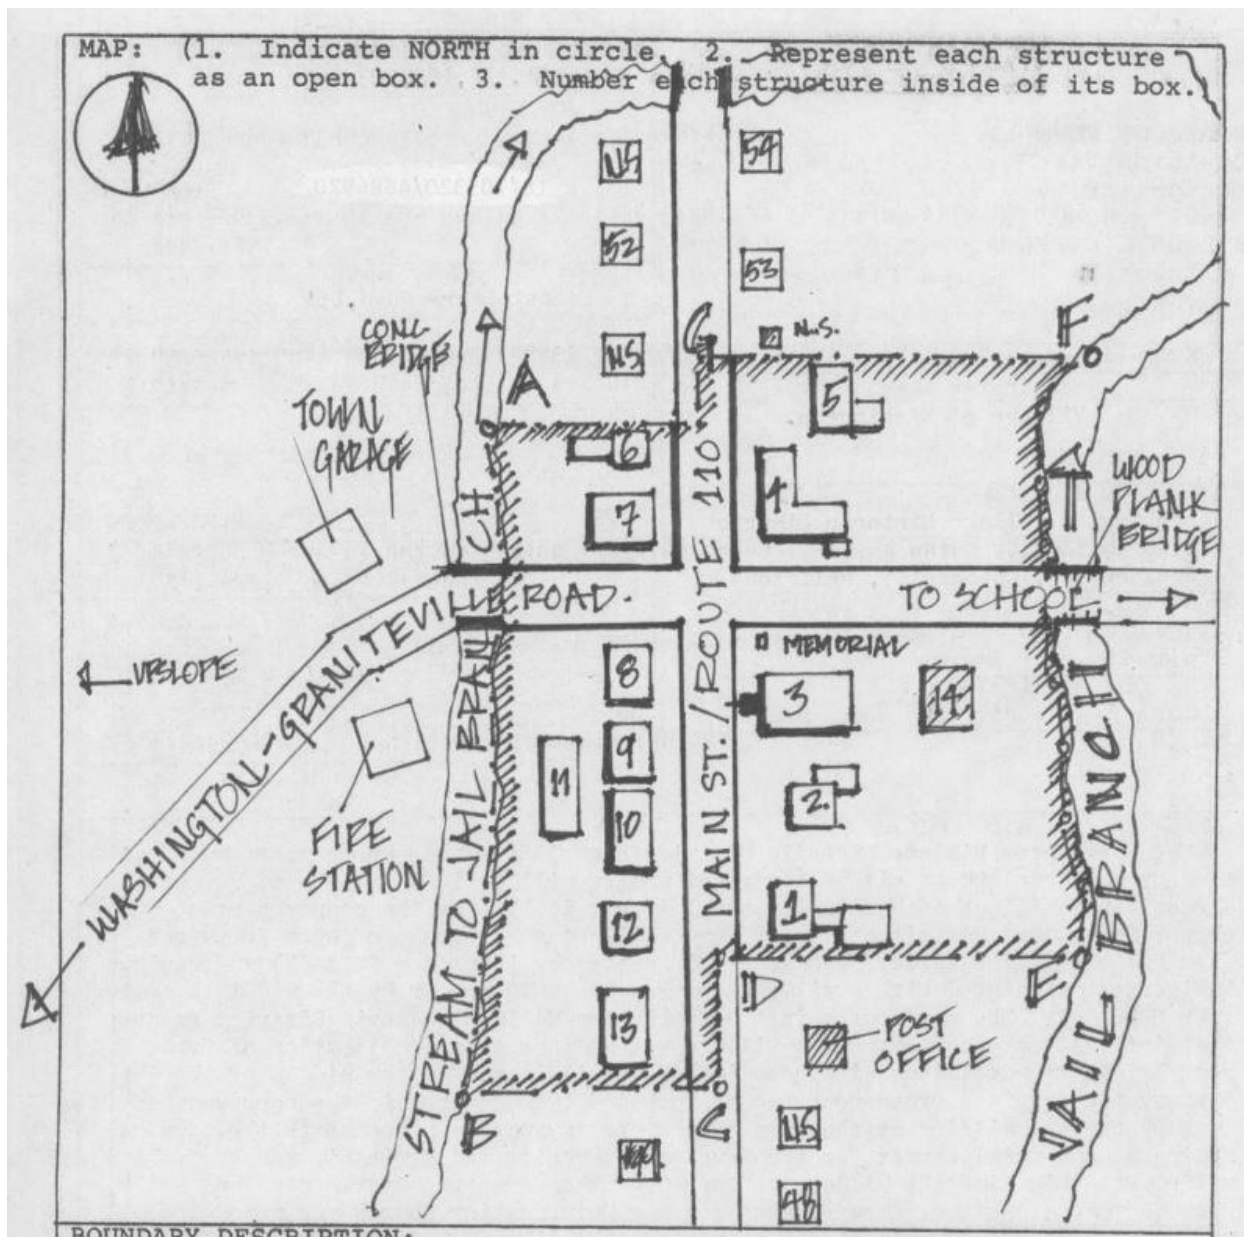 MAP: (1. Indicate NORTH in circle. 2. Represent each structure
as an open box. 3. Number each structure inside of its box.)
54
NS
52
53
N.S.
F
G
CONC
BRIDGE
NS
A
5
TOWN
GARAGE
6
7
4
WOOD
PLANK
BRIDGE
WASHINGTON-GRANITEVILLE ROAD.
TO SCHOOL
MAIN ST. / ROUTE 110
UPSLOPE
MEMORIAL
8
3
14
9
11
2
10
FIRE
STATION
1
12
STREAM TO JAIL BRANCH
JAIL BRANCH
D
E
13
POST
OFFICE
C
B
NS
48
BOUNDARY DESCRIPTION: